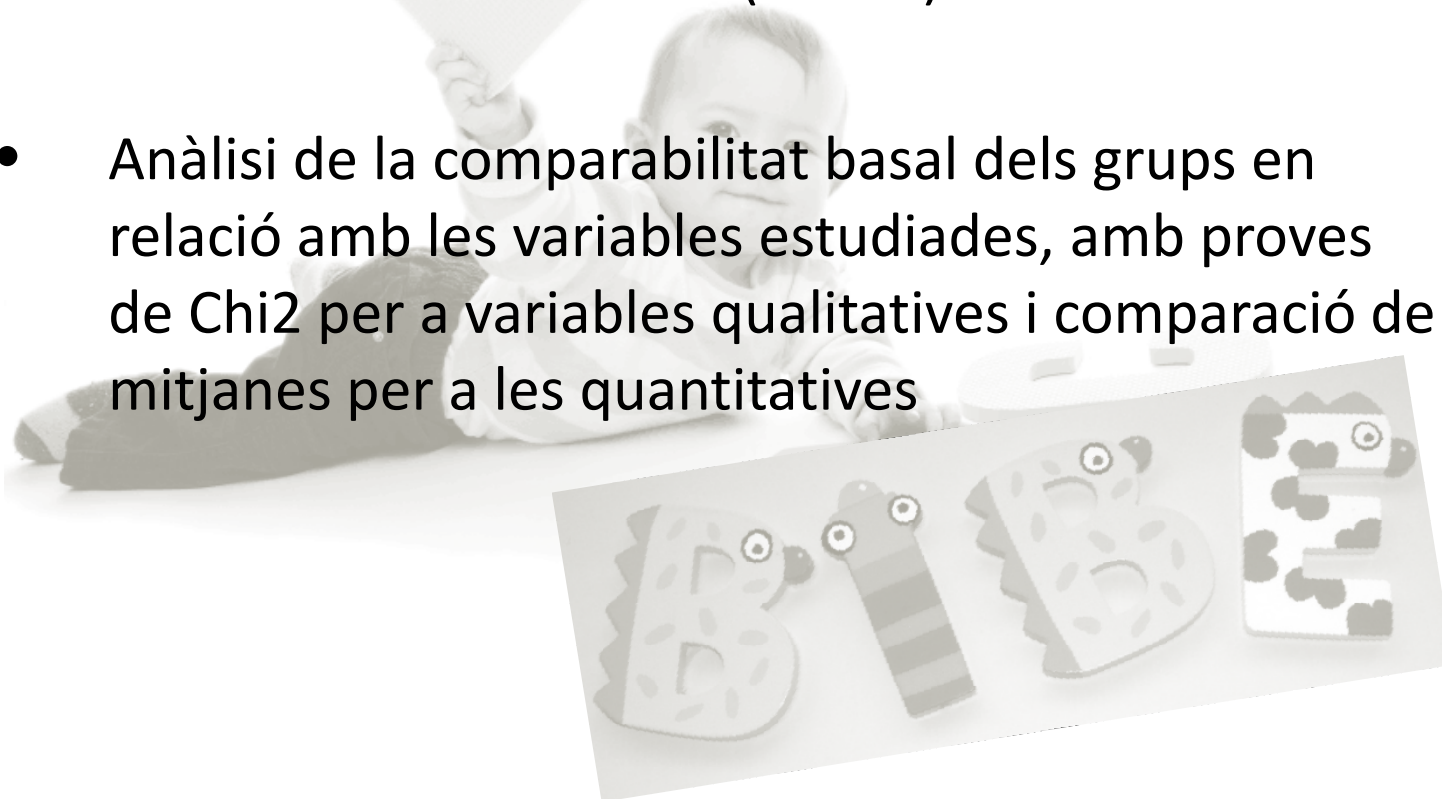 • Anàlisi de la comparabilitat basal dels grups en
relació amb les variables estudiades, amb proves
de Chi2 per a variables qualitatives i comparació de
mitjanes per a les quantitatives
BIBE